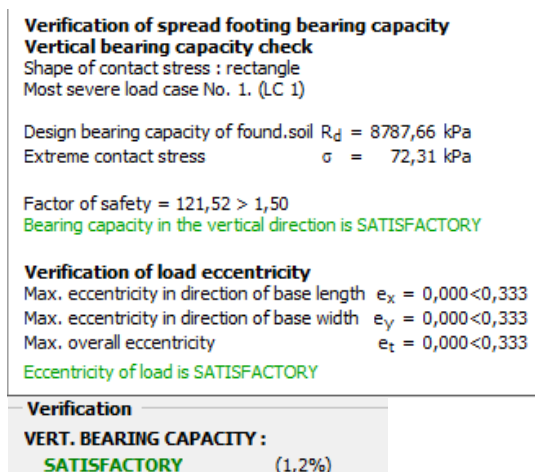 Verification of spread footing bearing capacity
Vertical bearing capacity check
Shape of contact stress : rectangle
Most severe load case No. 1. (LC 1)
Design bearing capacity of found.soil Rd = 8787,66 kPa
Extreme contact stress σ = 72,31 kPa
Factor of safety = 121,52 > 1,50
Bearing capacity in the vertical direction is SATISFACTORY
Verification of load eccentricity
Max. eccentricity in direction of base length ex = 0,000<0,333
Max. eccentricity in direction of base width ey = 0,000<0,333
Max. overall eccentricity et = 0,000<0,333
Eccentricity of load is SATISFACTORY
Verification
VERT. BEARING CAPACITY :
SATISFACTORY (1,2%)